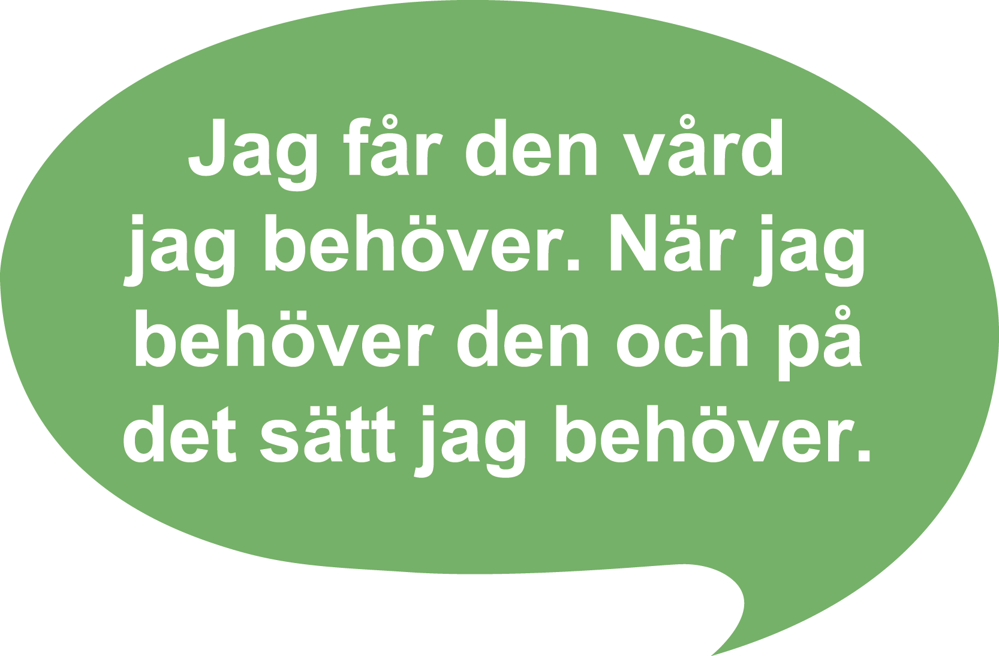 Jag får den vård
jag behöver. När jag
behöver den och på
det sätt jag behöver.